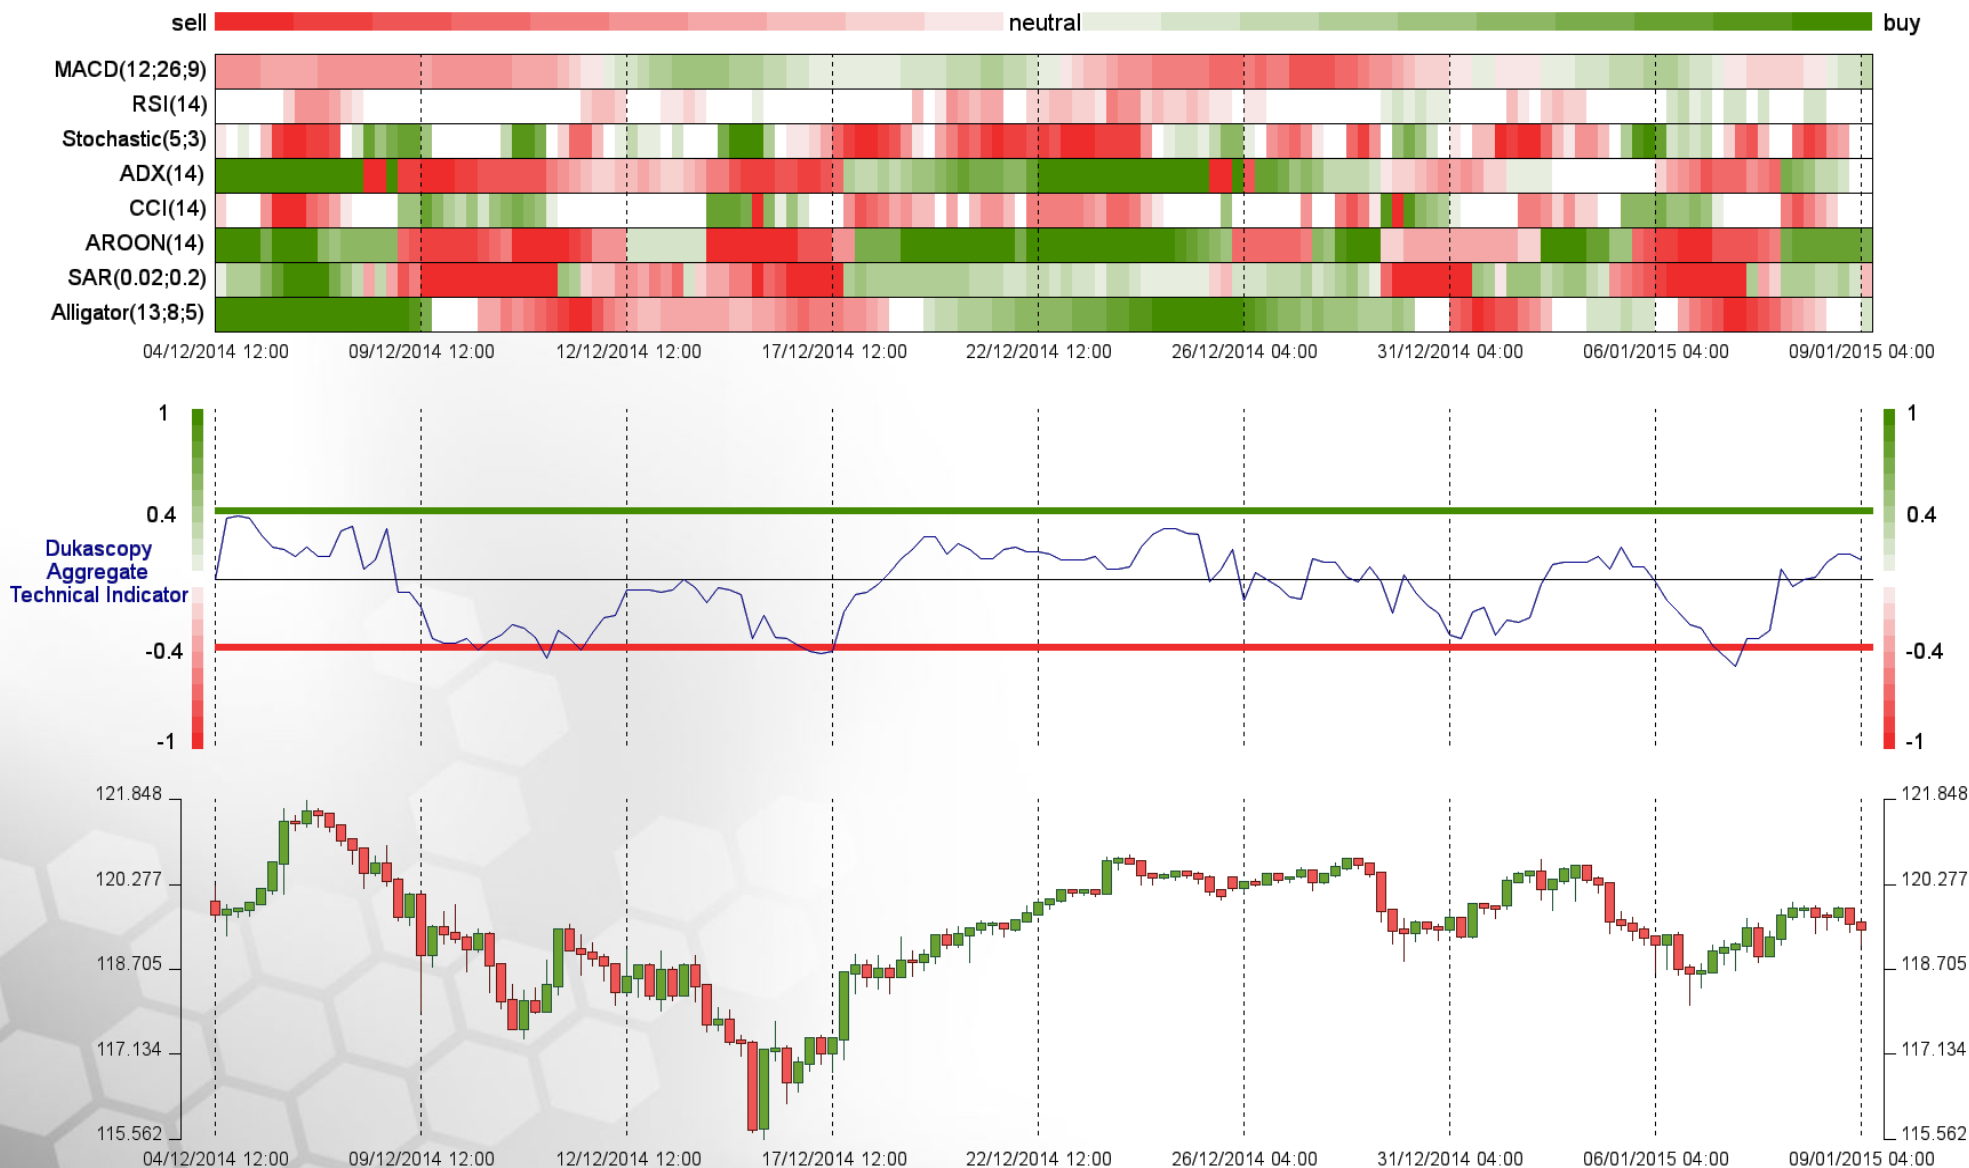 sell neutral buy
MACD(12;26;9)
RSI(14)
Stochastic(5;3)
ADX(14)
CCI(14)
AROON(14)
SAR(0.02;0.2)
Alligator(13;8;5)
04/12/2014 12:00 09/12/2014 12:00 12/12/2014 12:00 17/12/2014 12:00 22/12/2014 12:00 26/12/2014 04:00 31/12/2014 04:00 06/01/2015 04:00 09/01/2015 04:00
1 1
0.4 0.4
Dukascopy
Aggregate
Technical Indicator
-0.4 -0.4
-1 -1
121.848 121.848
120.277 120.277
118.705 118.705
117.134 117.134
115.562 115.562
04/12/2014 12:00 09/12/2014 12:00 12/12/2014 12:00 17/12/2014 12:00 22/12/2014 12:00 26/12/2014 04:00 31/12/2014 04:00 06/01/2015 04:00 09/01/2015 04:00